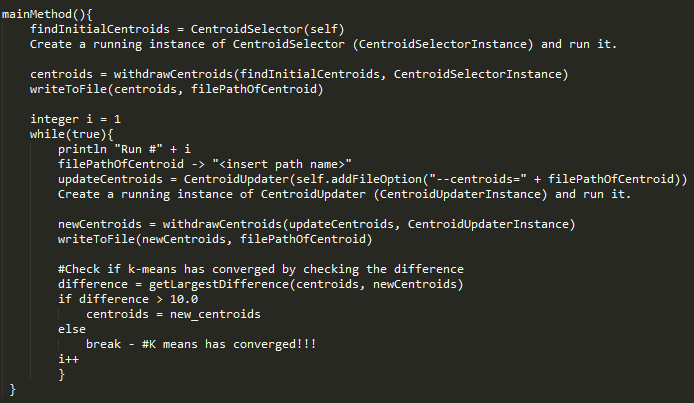 mainMethod(){
findInitialCentroids = CentroidSelector(self)
Create a running instance of CentroidSelector (CentroidSelectorInstance) and run it.
centroids = withdrawCentroids(findInitialCentroids, CentroidSelectorInstance)
writeToFile(centroids, filePathOfCentroid)
integer i = 1
while(true){
println "Run #" + i
filePathOfCentroid -> "<insert path name>"
updateCentroids = CentroidUpdater(self.addFileOption("--centroids=" + filePathOfCentroid))
Create a running instance of CentroidUpdater (CentroidUpdaterInstance) and run it.
newCentroids = withdrawCentroids(updateCentroids, CentroidUpdaterInstance)
writeToFile(newCentroids, filePathOfCentroid)
#Check if k-means has converged by checking the difference
difference = getLargestDifference(centroids, newCentroids)
if difference > 10.0
centroids = new_centroids
else
break - #K means has converged!!!
i++
}
}